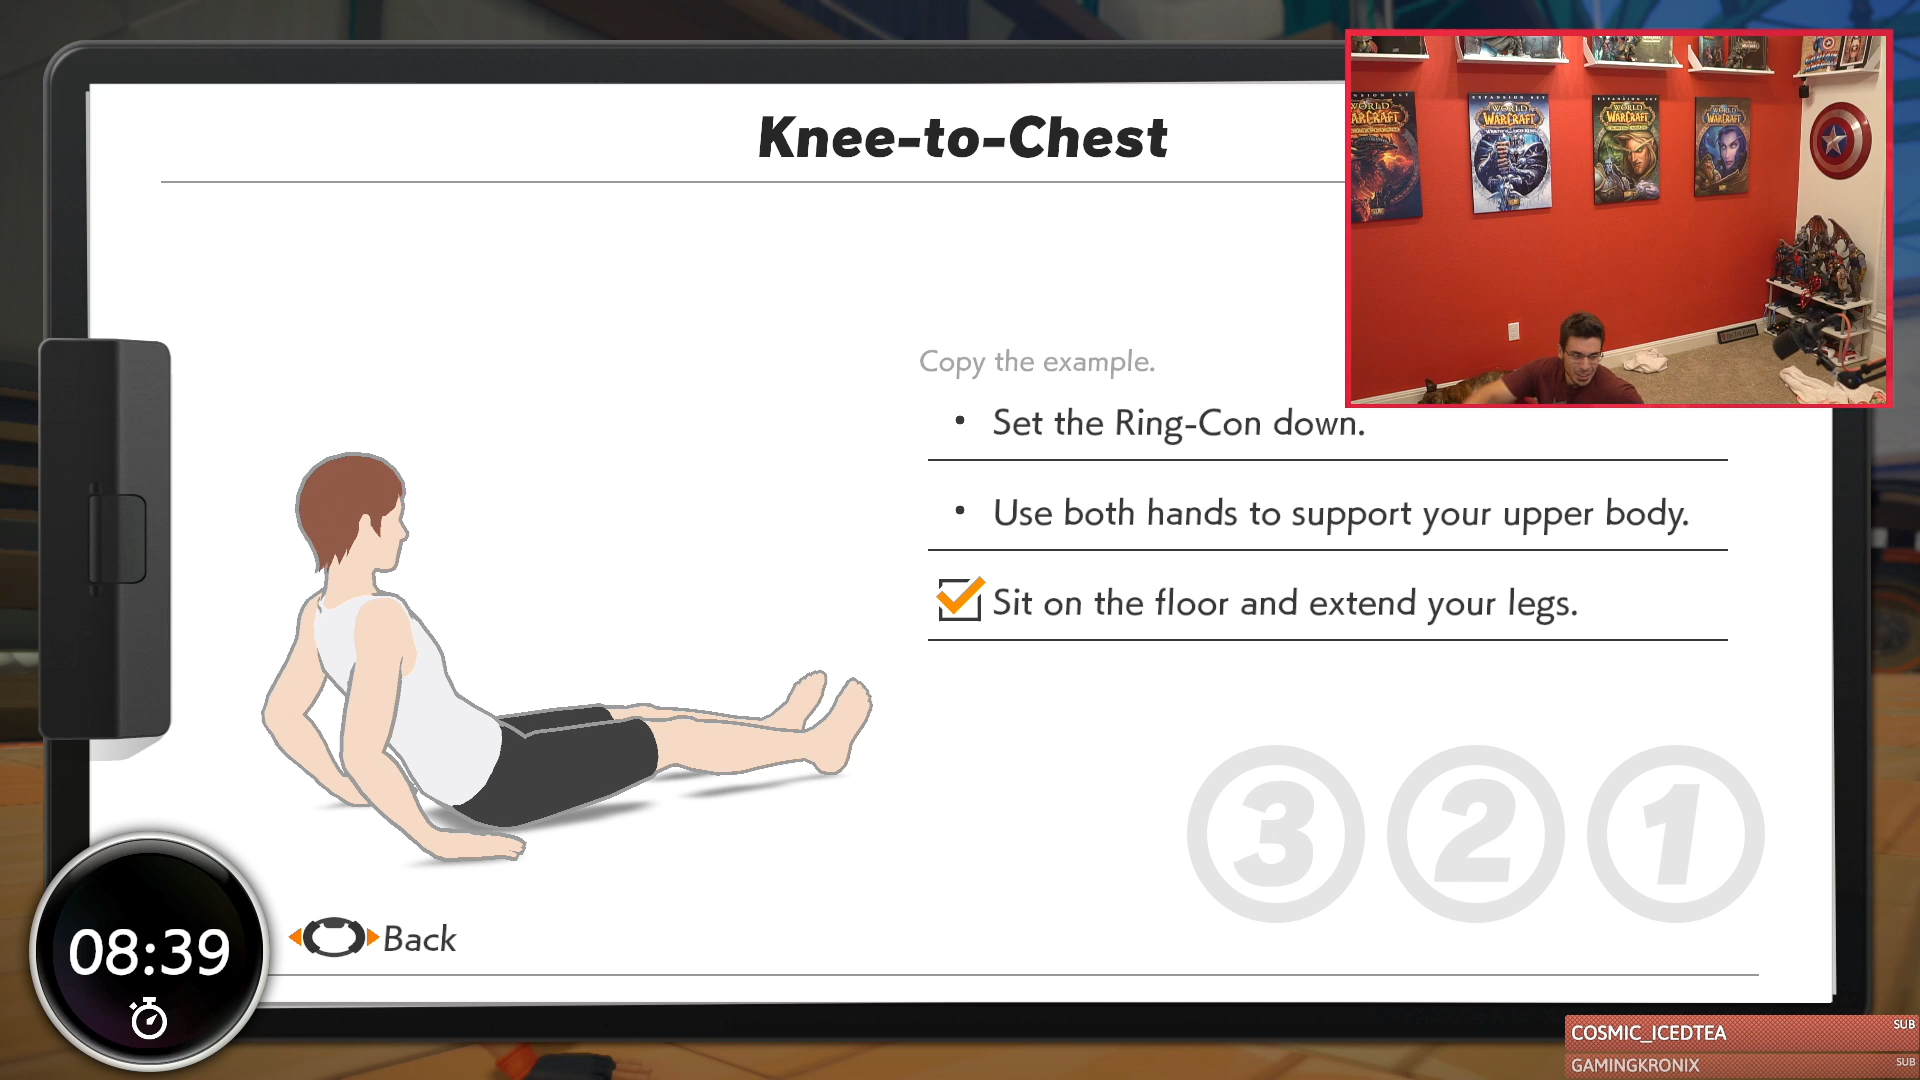 Knee-to-Chest
EXPANSION SET
WORLD
WARCRAFT
WORLD
WARCRAFT
WORLD
WARCRAFT
WORLD
WARCRAFT
Copy the example.
• Set the Ring-Con down.
• Use both hands to support your upper body.
Sit on the floor and extend your legs.
3 2 1
Back
08:39
COSMIC_ICEDTEA SUB
GAMINGKRONIX SUB